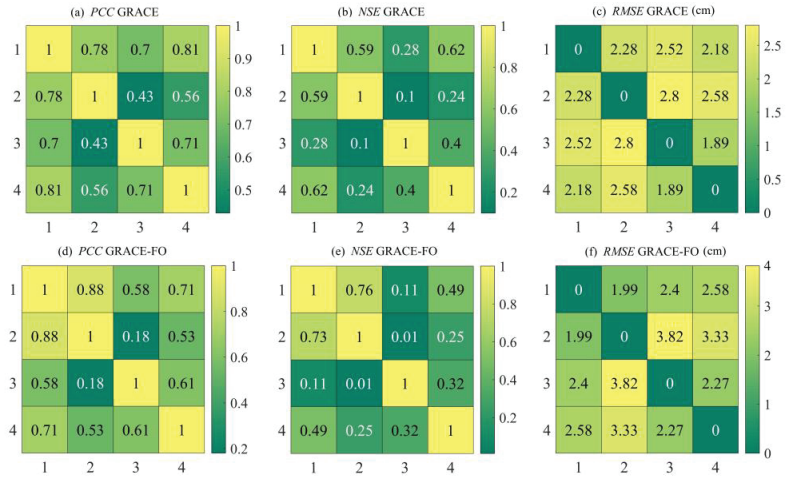 (a) PCC GRACE
(b) NSE GRACE
(c) RMSE GRACE (cm)
1 1 0.78 0.7 0.81
2 0.78 1 0.43 0.56
3 0.7 0.43 1 0.71
4 0.81 0.56 0.71 1
1 2 3 4
1
0.9
0.8
0.7
0.6
0.5
1 1 0.59 0.28 0.62
2 0.59 1 0.1 0.24
3 0.28 0.1 1 0.4
4 0.62 0.24 0.4 1
1 2 3 4
1
0.8
0.6
0.4
0.2
1 0 2.28 2.52 2.18
2 2.28 0 2.8 2.58
3 2.52 2.8 0 1.89
4 2.18 2.58 1.89 0
1 2 3 4
2.5
2
1.5
1
0.5
0
(d) PCC GRACE-FO
(e) NSE GRACE-FO
(f) RMSE GRACE-FO (cm)
1 1 0.88 0.58 0.71
2 0.88 1 0.18 0.53
3 0.58 0.18 1 0.61
4 0.71 0.53 0.61 1
1 2 3 4
1
0.8
0.6
0.4
0.2
1 1 0.76 0.11 0.49
2 0.73 1 0.01 0.25
3 0.11 0.01 1 0.32
4 0.49 0.25 0.32 1
1 2 3 4
1
0.8
0.6
0.4
0.2
1 0 1.99 2.4 2.58
2 1.99 0 3.82 3.33
3 2.4 3.82 0 2.27
4 2.58 3.33 2.27 0
1 2 3 4
4
3
2
1
0